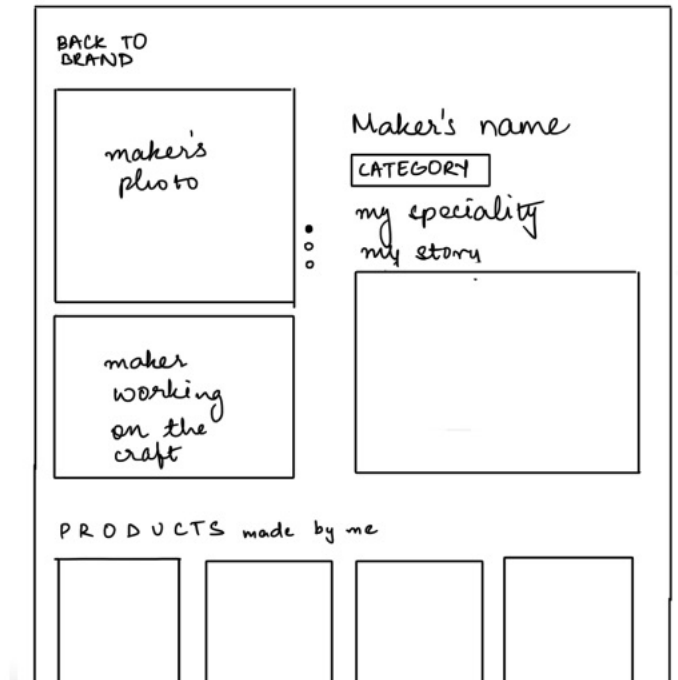 BACK TO
BRAND
maker's
photo
Maker's name
CATEGORY
my speciality
my story
maker
working
on the
craft
PRODUCTS made by me